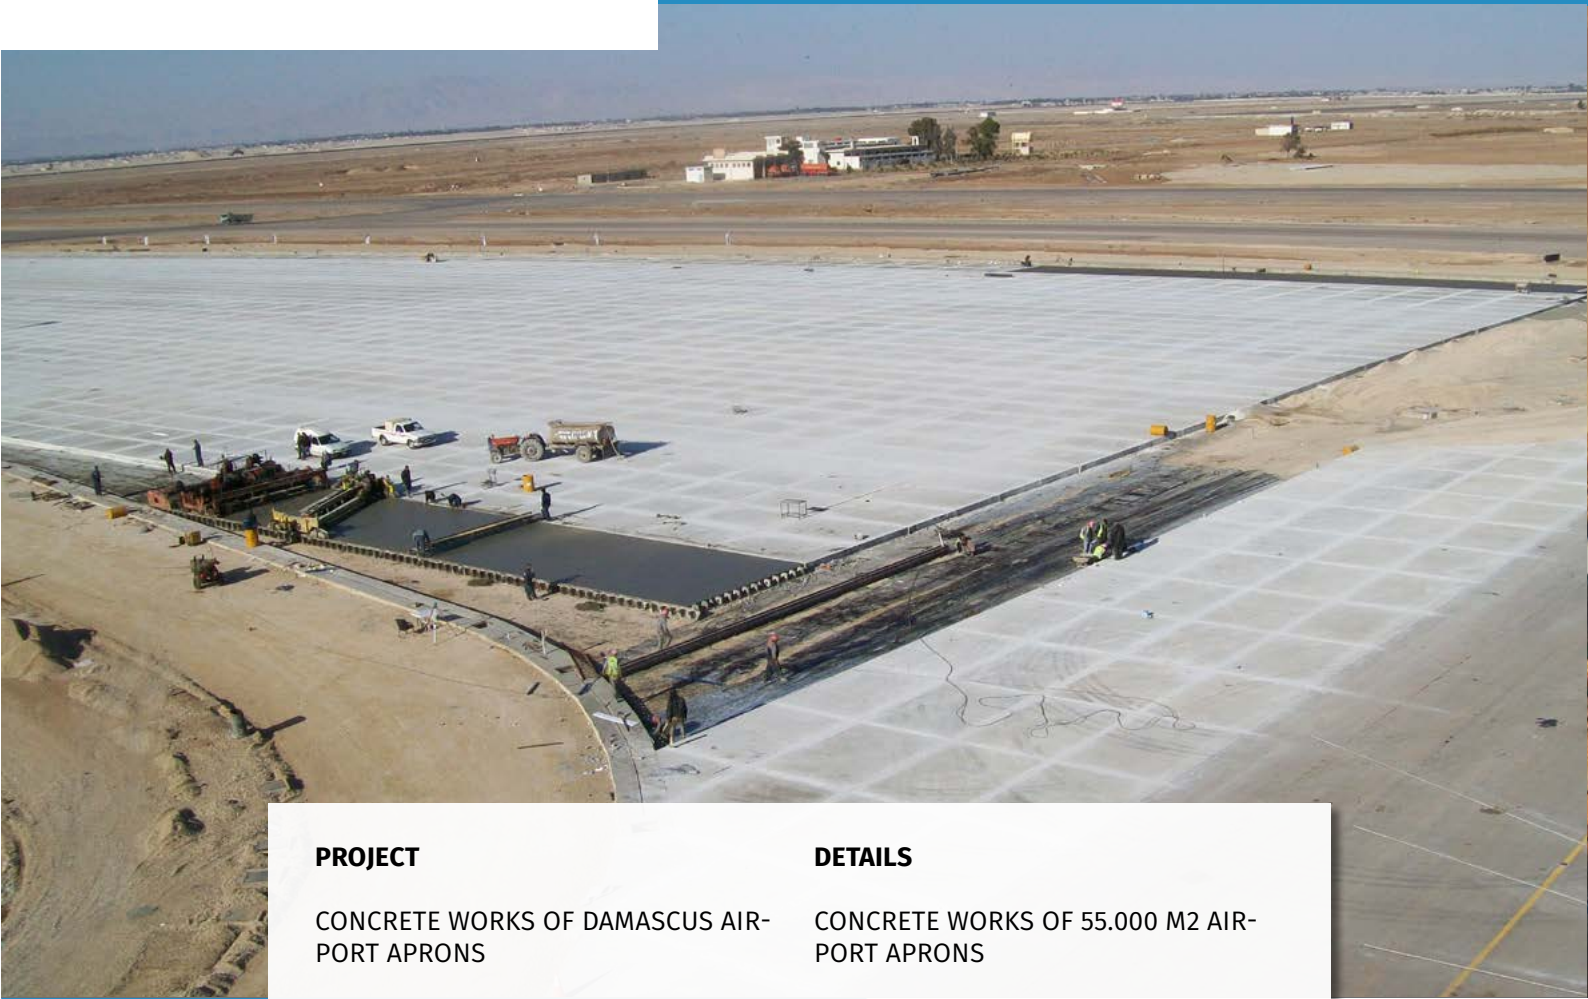 PROJECT
CONCRETE WORKS OF DAMASCUS AIR-
PORT APRONS
DETAILS
CONCRETE WORKS OF 55.000 M2 AIR-
PORT APRONS